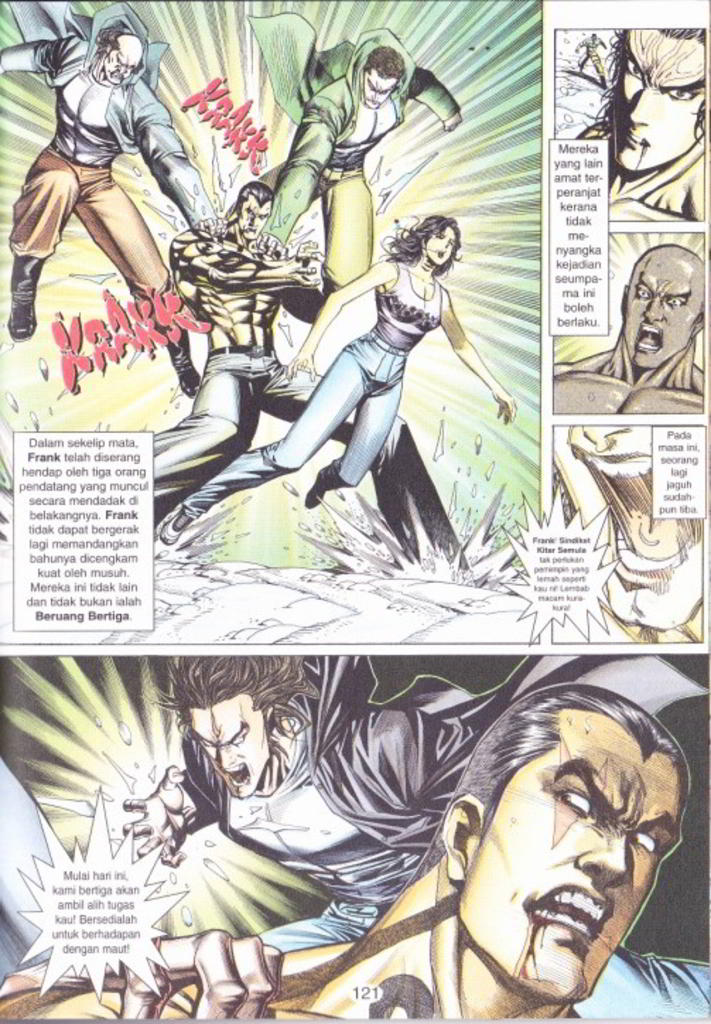 KRAKK
KRAKK
Mereka
yang lain
amat ter-
peranjat
kerana
tidak
me-
nyangka
kejadian
seumpa-
ma ini
boleh
berlaku.
Dalam sekelip mata,
Frank telah diserang
hendap oleh tiga orang
pendatang yang muncul
secara mendadak di
belakangnya. Frank
tidak dapat bergerak
lagi memandangkan
bahunya dicengkam
kuat oleh musuh.
Mereka ini tidak lain
dan tidak bukan ialah
Beruang Bertiga.
Pada
masa ini,
seorang
lagi
jaguh
sudah-
pun tiba.
Frank! Sindiket
Kiter Semula
tak perlukan
pemimpin yang
lemah seperti
kau ni! Lembab
macam kura-
kura!
Mulai hari ini,
kami bertiga akan
ambil alih tugas
kau! Bersedialah
untuk berhadapan
dengan maut!
121